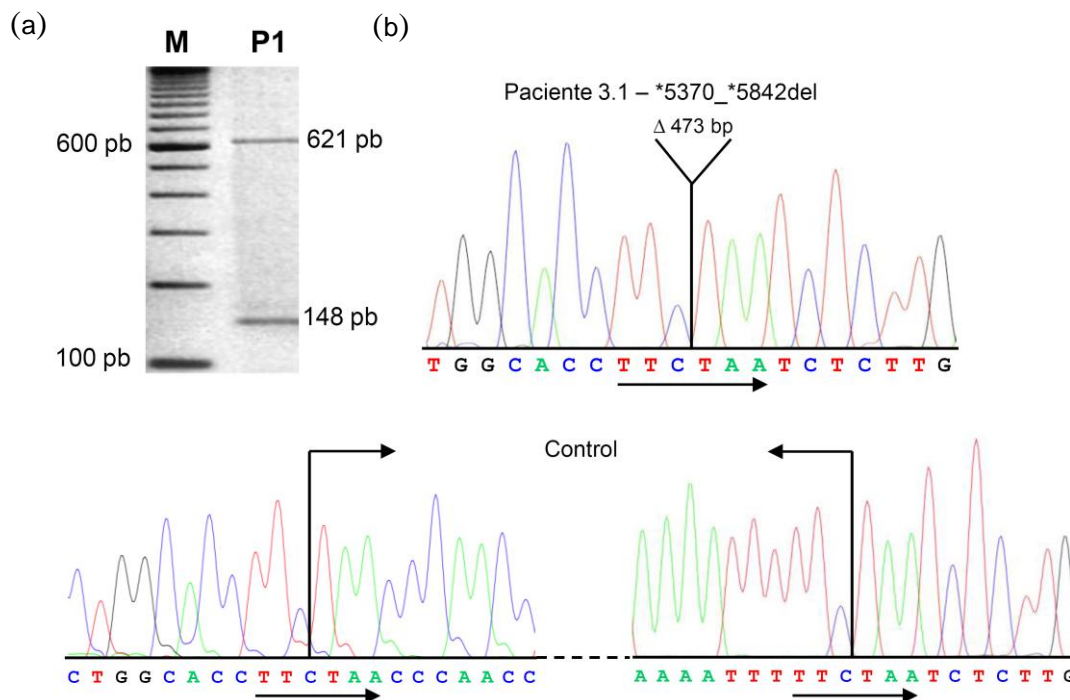 (a)
M P1
600 pb
621 pb
148 pb
100 pb
(b)
Paciente 3.1 – *5370_*5842del
Δ 473 bp
T G G C A C C T T C T A A T C T C T T G
Control
C T G G C A C C T T C T A A C C C A A C C
A A A A T T T T T C T A A T C T C T T G